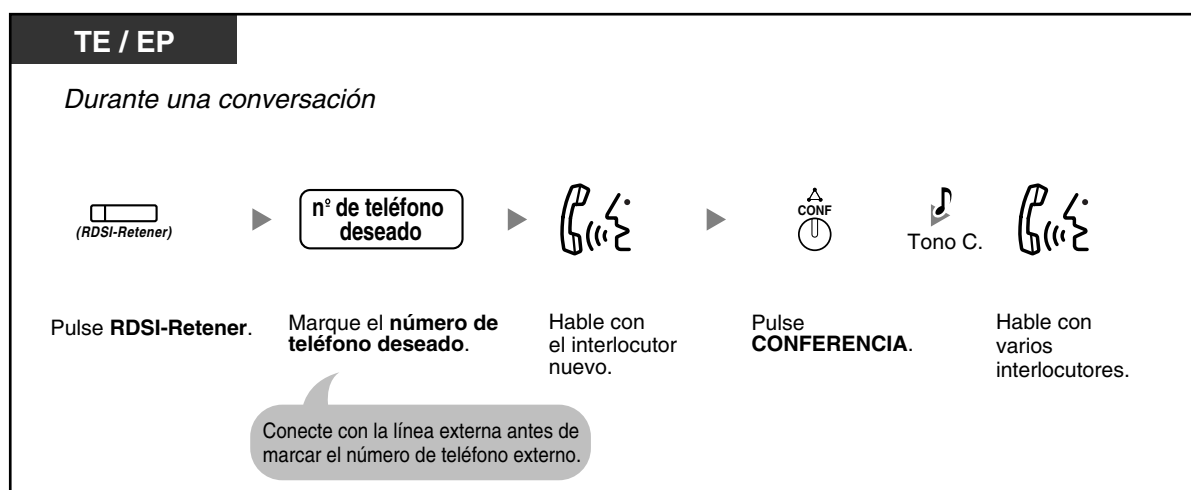 TE / EP
Durante una conversación
(RDSI-Retener)
nº de teléfono
deseado
CONF
Tono C.
Pulse RDSI-Retener.
Marque el número de
teléfono deseado.
Hable con
el interlocutor
nuevo.
Pulse
CONFERENCIA.
Hable con
varios
interlocutores.
Conecte con la línea externa antes de
marcar el número de teléfono externo.